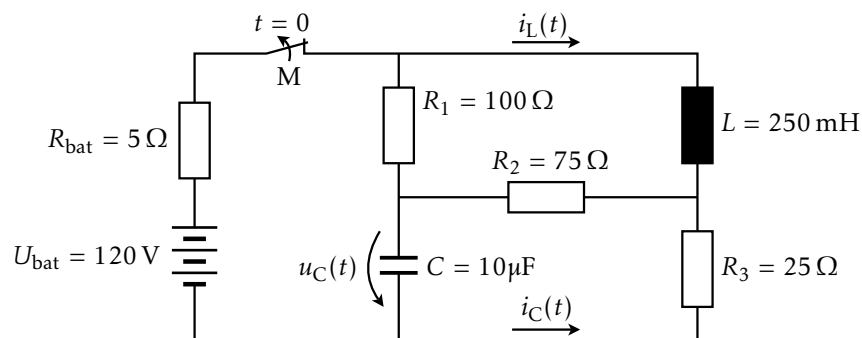 t = 0
i_L(t)
M
R_1 = 100 Ω
R_bat = 5 Ω
L = 250 mH
R_2 = 75 Ω
U_bat = 120 V
u_C(t)
C = 10µF
R_3 = 25 Ω
i_C(t)